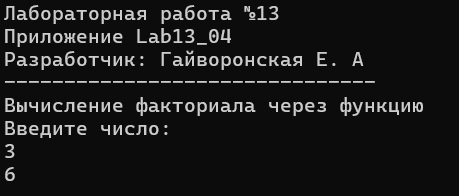 Лабораторная работа №13
Приложение Lab13_04
Разработчик: Гайворонская Е. А
-------------------------------
Вычисление факториала через функцию
Введите число:
3
6